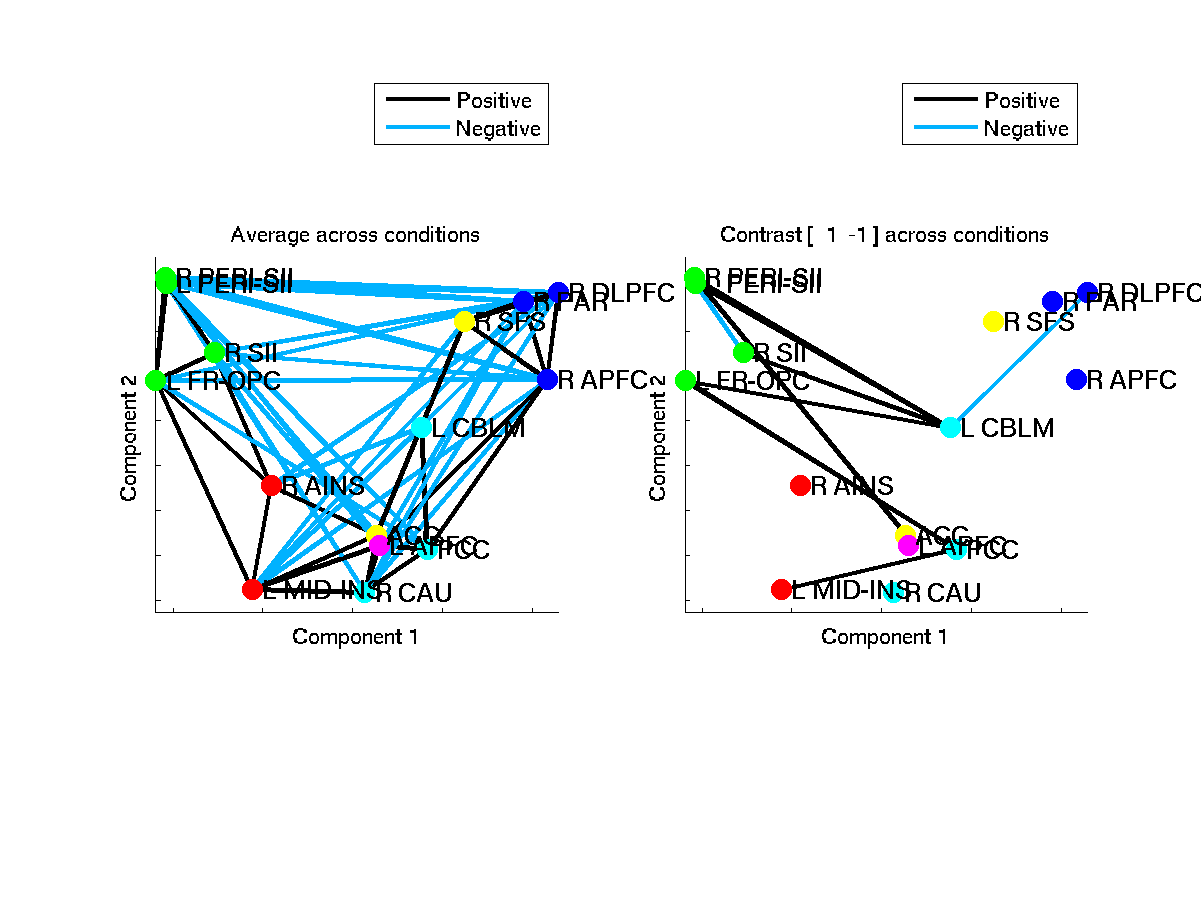 Positive
Negative
Average across conditions
Component 2
R PERI-SII
L PERI-SII
R DLPFC
R PAR
R SFS
R SII
L FR-OPC
R APFC
L CBLM
R AINS
ACC
L APFC
L MID-INS
R CAU
Component 1
Positive
Negative
Contrast [ 1 -1 ] across conditions
Component 2
R PERI-SII
L PERI-SII
R DLPFC
R PAR
R SFS
R SII
L FR-OPC
R APFC
L CBLM
R AINS
ACC
L APFC
L MID-INS
R CAU
Component 1